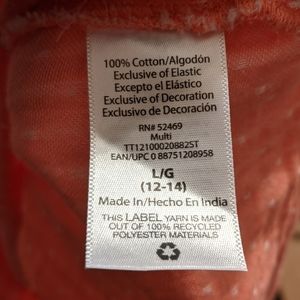 100% Cotton/Algodón
Exclusive of Elastic
Excepto el Elástico
Exclusive of Decoration
Exclusivo de Decoración
RN# 52469
Multi
TT12100020882ST
EAN/UPC 0 88751208958
L/G
(12-14)
Made In/Hecho En India
THIS LABEL YARN IS MADE
OUT OF 100% RECYCLED
POLYESTER MATERIALS